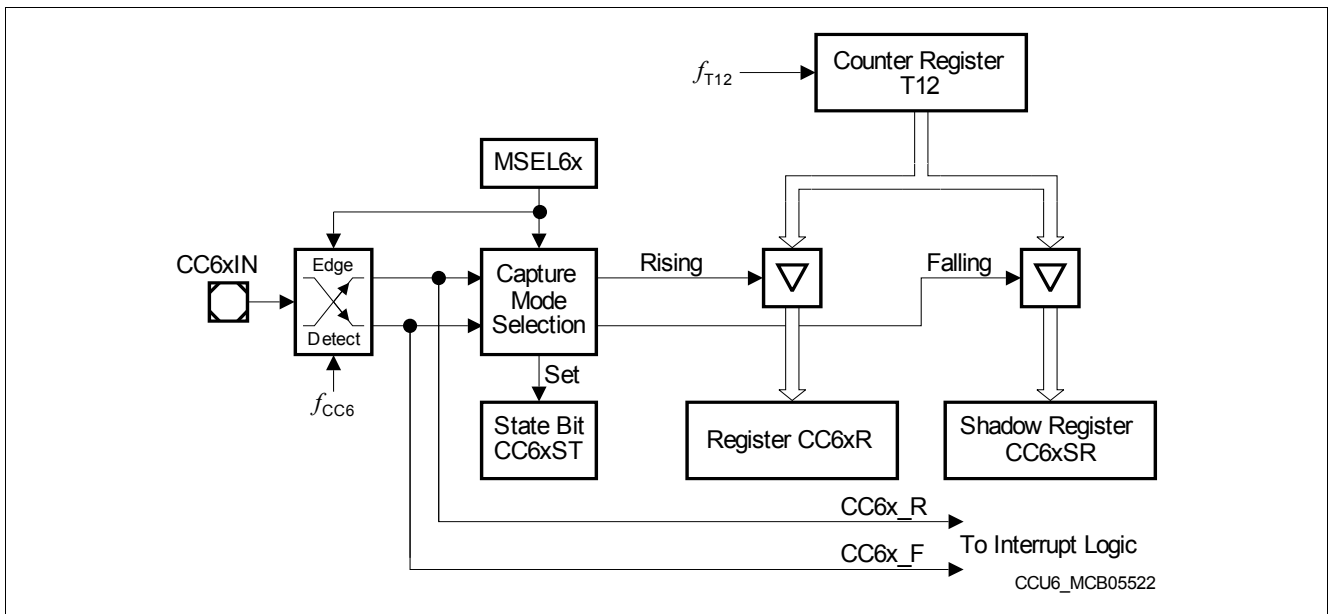 Counter Register
T12
fT12
MSEL6x
CC6xIN
Edge
Detect
fCC6
Capture
Mode
Selection
Rising
Falling
Set
State Bit
CC6xST
Register CC6xR
Shadow Register
CC6xSR
CC6x_R
CC6x_F
To Interrupt Logic
CCU6_MCB05522